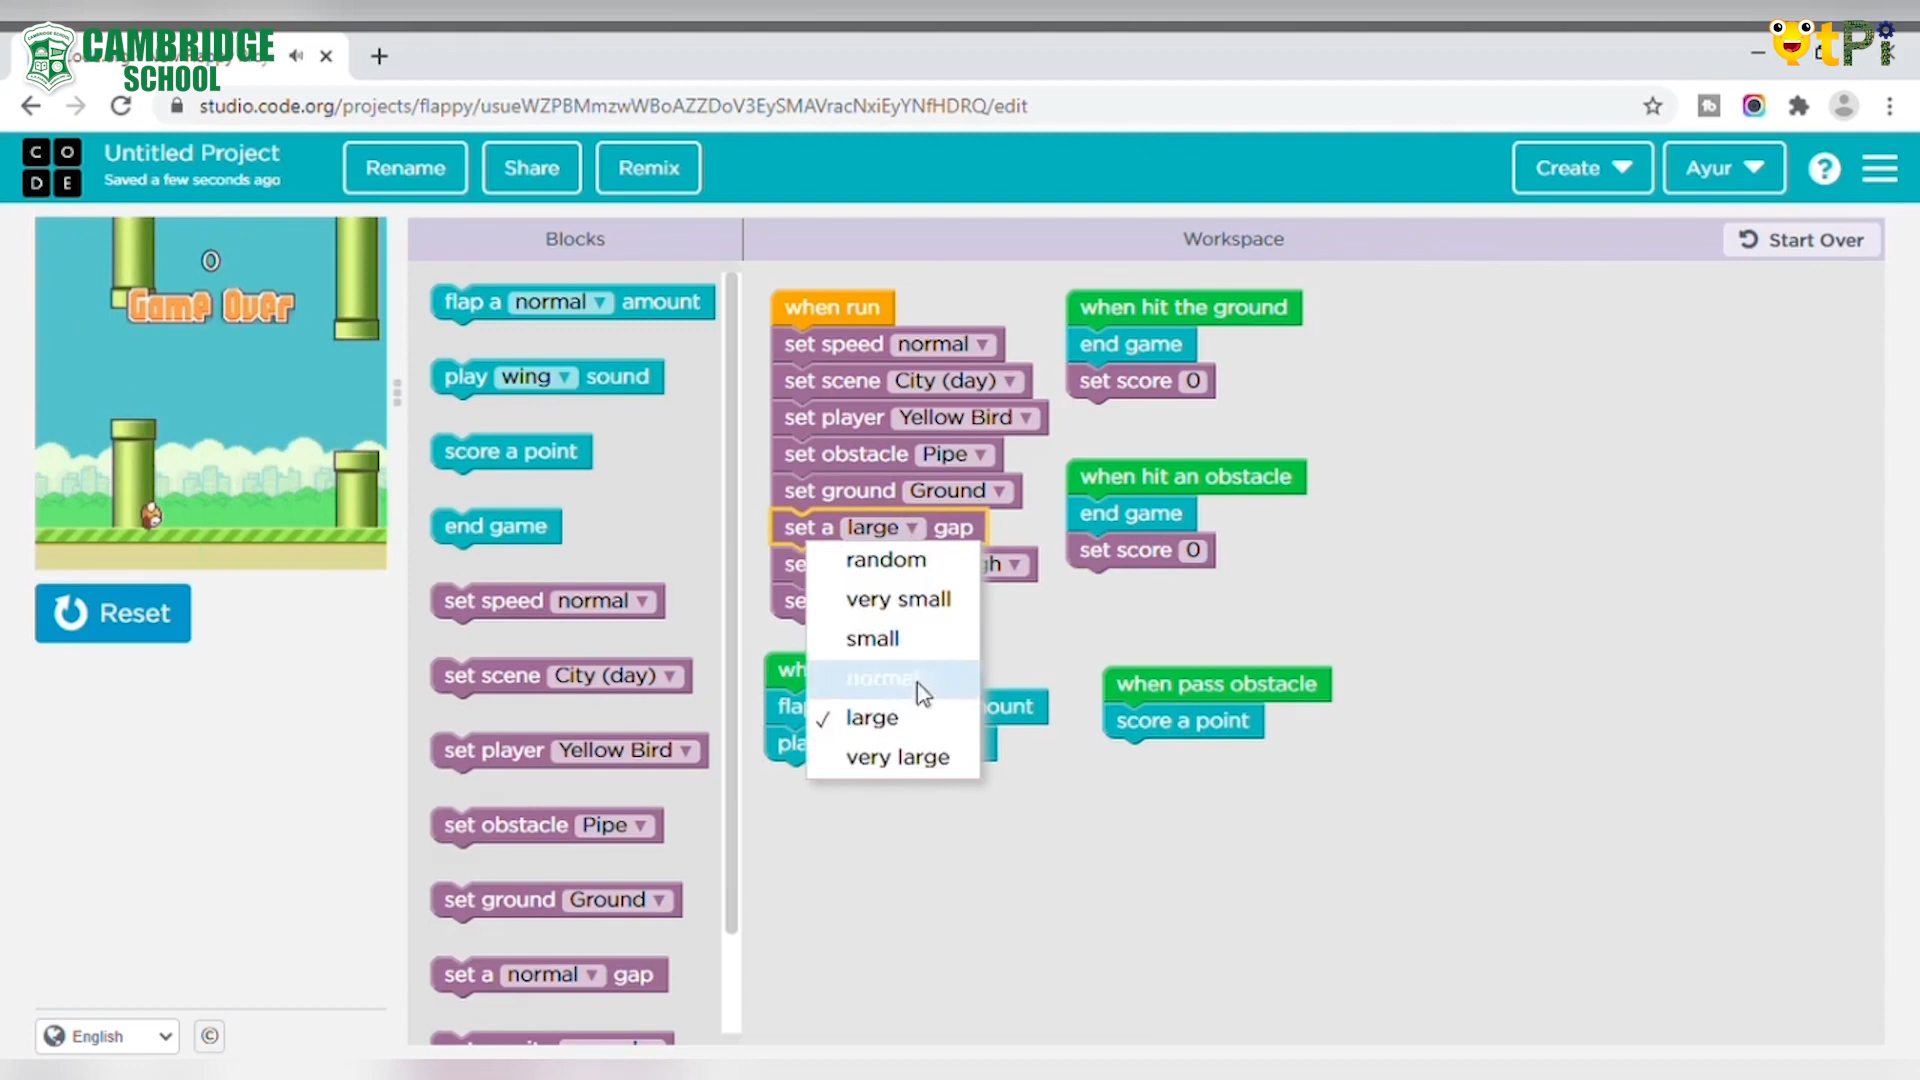 CAMBRIDGE
SCHOOL
tPi
studio.code.org/projects/flappy/usueWZPBMmzwWBoAZZDoV3EySMAVracNxiEyYNfHDRQ/edit
C O
D E
Untitled Project
Saved a few seconds ago
Rename
Share
Remix
Create
Ayur
?
0
Game Over
Reset
Blocks
Workspace
Start Over
flap a normal amount
play wing sound
score a point
end game
set speed normal
set scene City (day)
set player Yellow Bird
set obstacle Pipe
set ground Ground
set a normal gap
when run
set speed normal
set scene City (day)
set player Yellow Bird
set obstacle Pipe
set ground Ground
set a large gap
random
very small
small
normal
large
very large
when hit the ground
end game
set score 0
when hit an obstacle
end game
set score 0
when pass obstacle
score a point
English
©